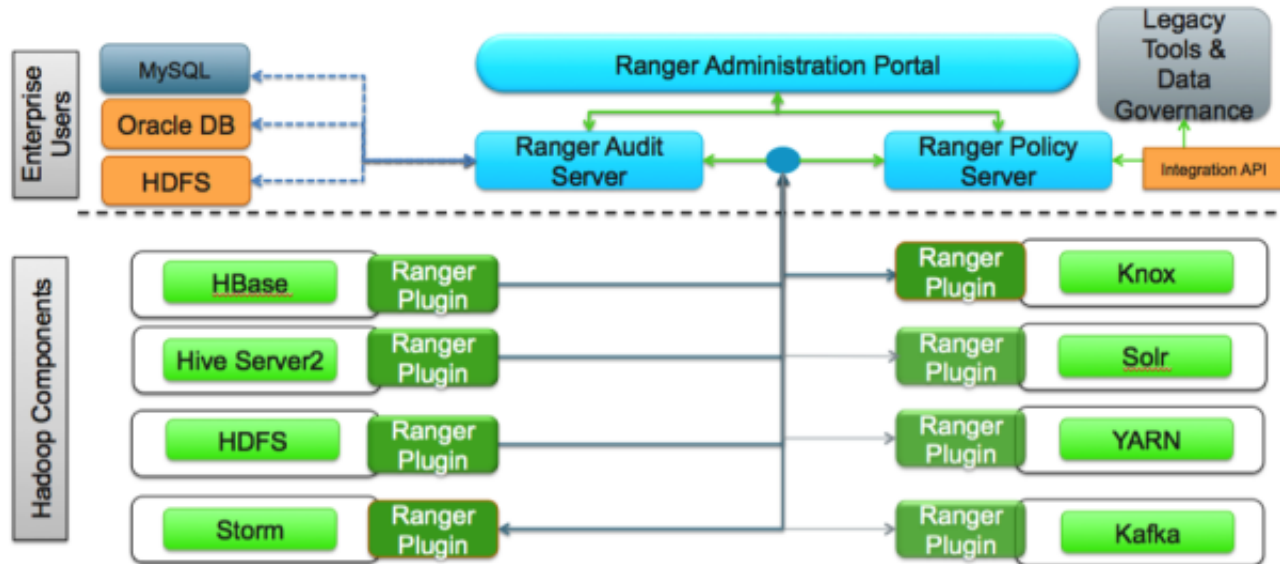 Enterprise
Users
MySQL
Oracle DB
HDFS
Ranger Administration Portal
Ranger Audit
Server
Ranger Policy
Server
Legacy
Tools &
Data
Governance
Integration API
Hadoop Components
HBase
Ranger
Plugin
Hive Server2
Ranger
Plugin
HDFS
Ranger
Plugin
Storm
Ranger
Plugin
Ranger
Plugin
Knox
Ranger
Plugin
Solr
Ranger
Plugin
YARN
Ranger
Plugin
Kafka